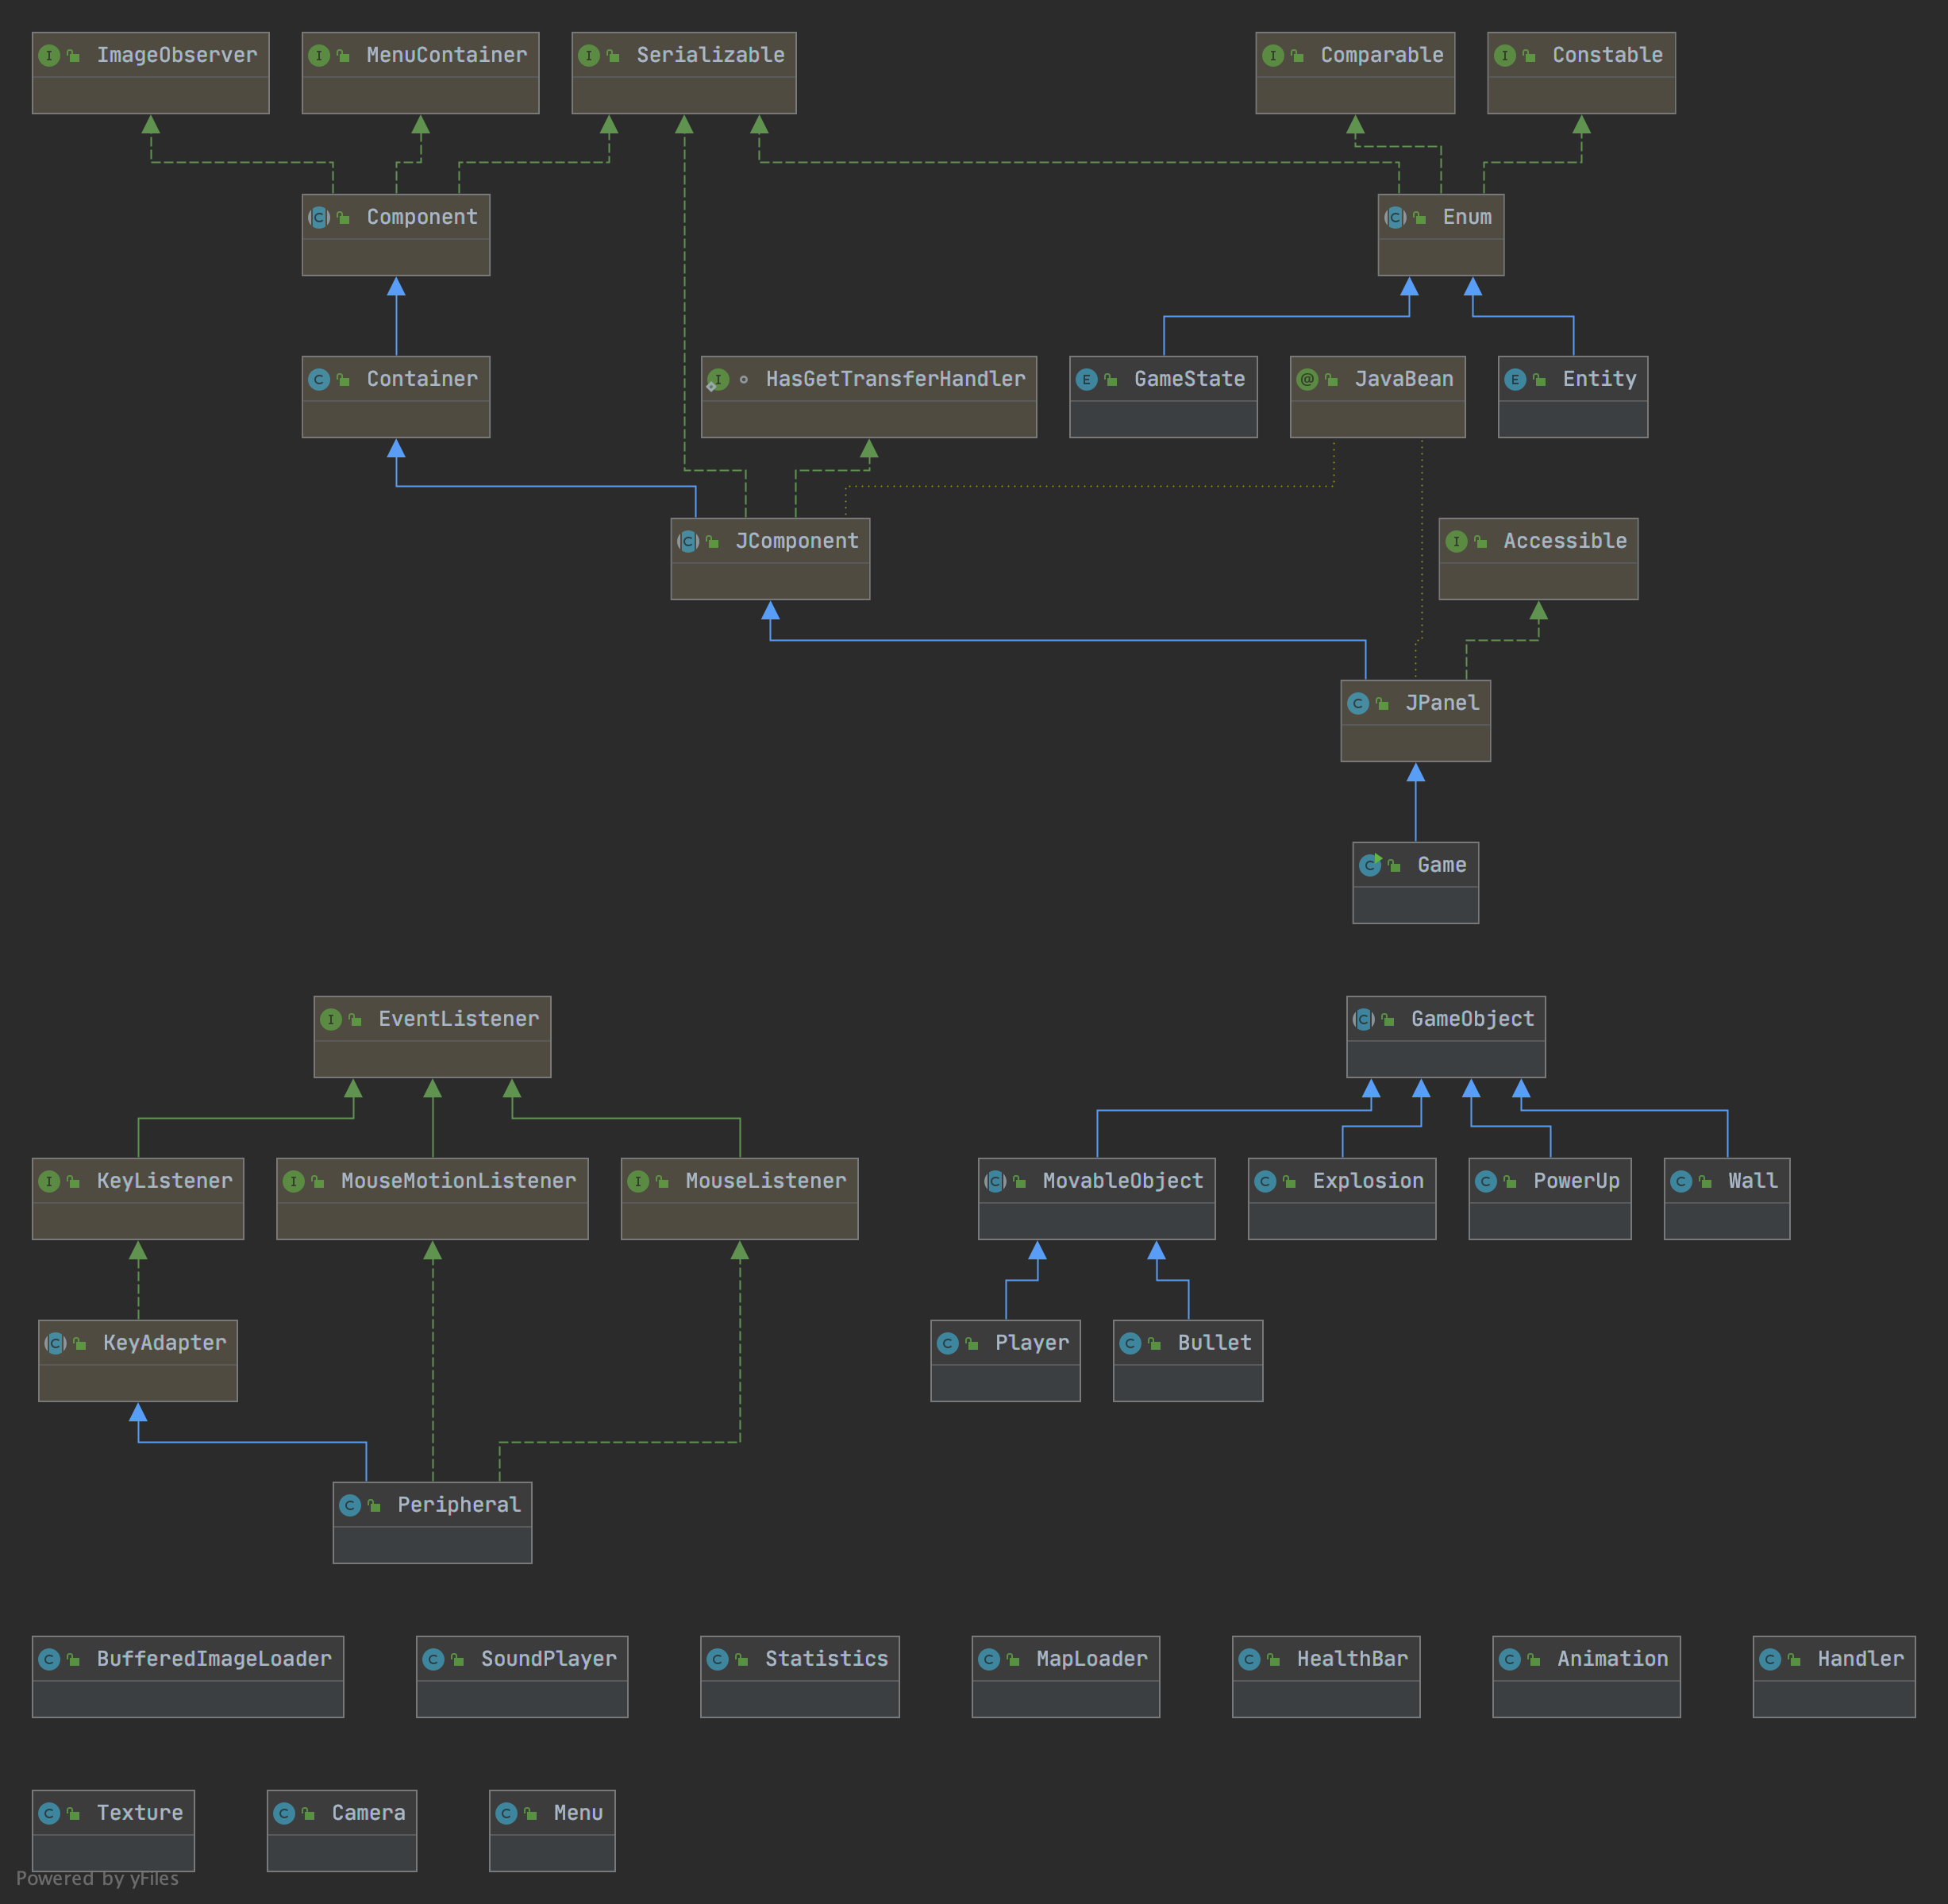 ImageObserver
MenuContainer
Serializable
Comparable
Constable
Component
Enum
Container
HasGetTransferHandler
GameState
JavaBean
Entity
JComponent
Accessible
JPanel
Game
EventListener
GameObject
KeyListener
MouseMotionListener
MouseListener
MovableObject
Explosion
PowerUp
Wall
KeyAdapter
Player
Bullet
Peripheral
BufferedImageLoader
SoundPlayer
Statistics
MapLoader
HealthBar
Animation
Handler
Texture
Camera
Menu
Powered by yFiles